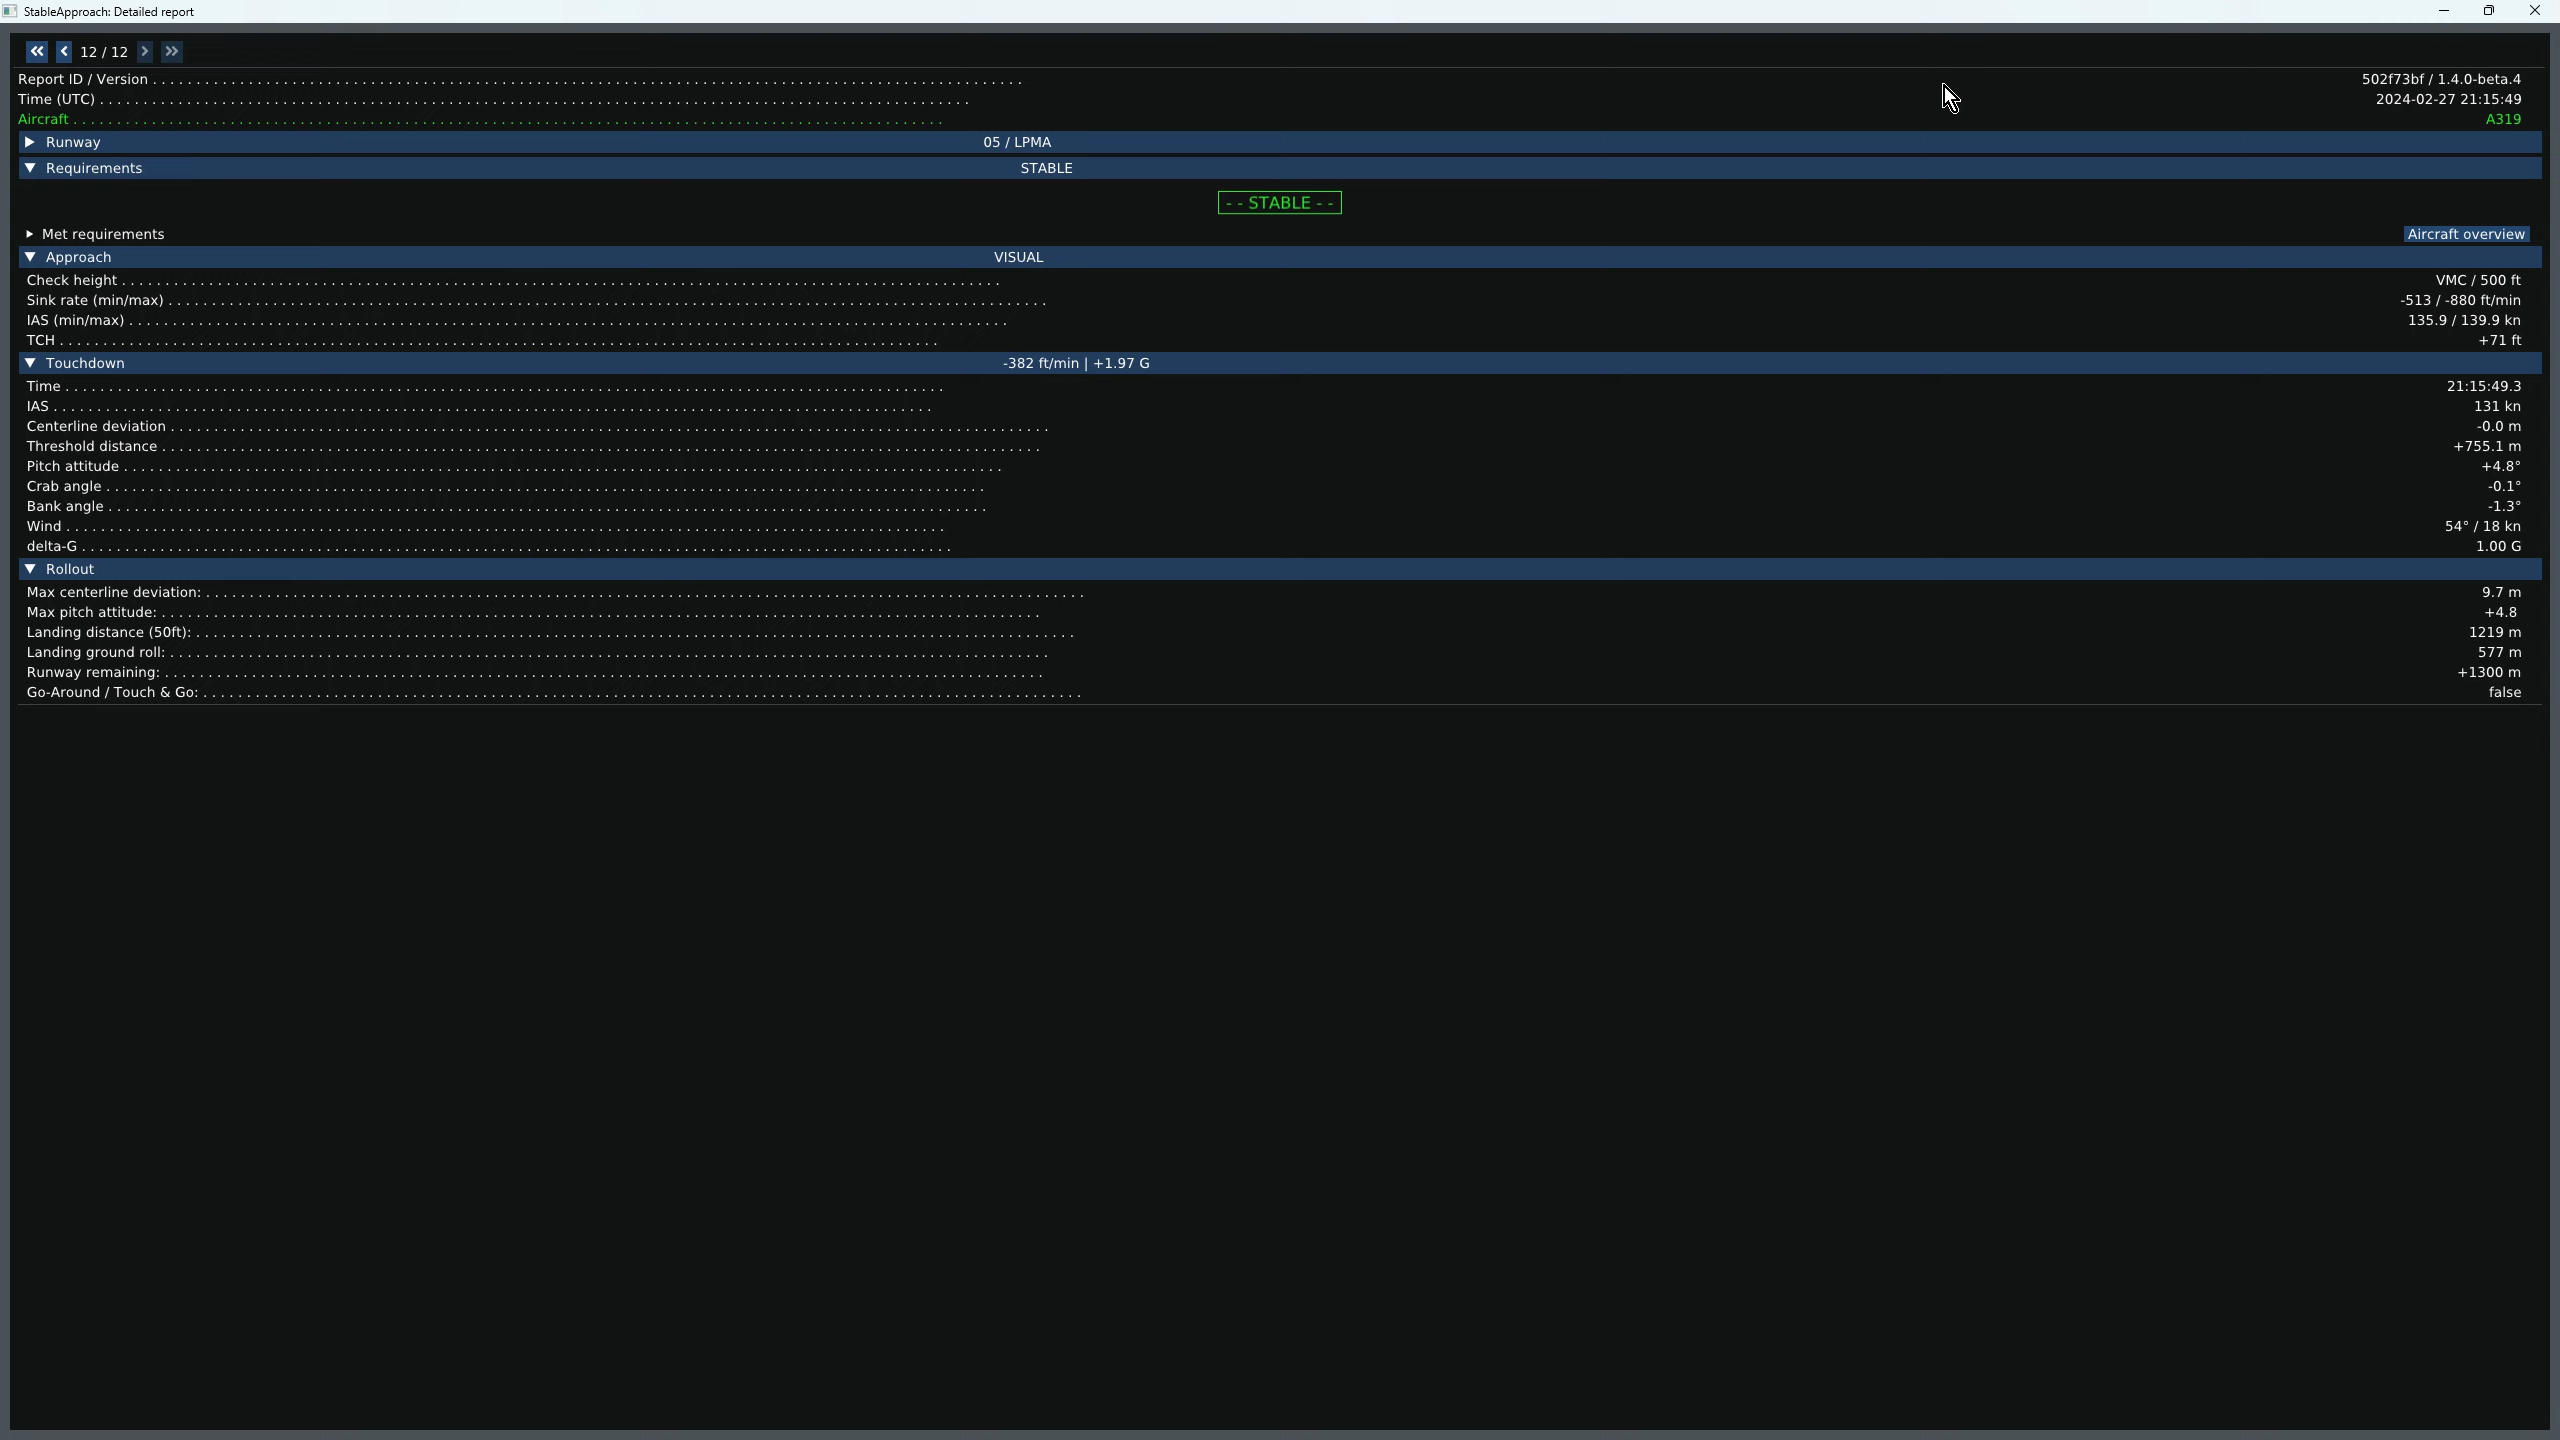 StableApproach: Detailed report
12 / 12
Report ID / Version 502f73bf / 1.4.0-beta.4
Time (UTC) 2024-02-27 21:15:49
Aircraft A319
Runway 05 / LPMA
Requirements STABLE
- - STABLE - -
Met requirements Aircraft overview
Approach VISUAL
Check height VMC / 500 ft
Sink rate (min/max) -513 / -880 ft/min
IAS (min/max) 135.9 / 139.9 kn
TCH +71 ft
Touchdown -382 ft/min | +1.97 G
Time 21:15:49.3
IAS 131 kn
Centerline deviation -0.0 m
Threshold distance +755.1 m
Pitch attitude +4.8°
Crab angle -0.1°
Bank angle -1.3°
Wind 54° / 18 kn
delta-G 1.00 G
Rollout
Max centerline deviation: 9.7 m
Max pitch attitude: +4.8
Landing distance (50ft): 1219 m
Landing ground roll: 577 m
Runway remaining: +1300 m
Go-Around / Touch & Go: false